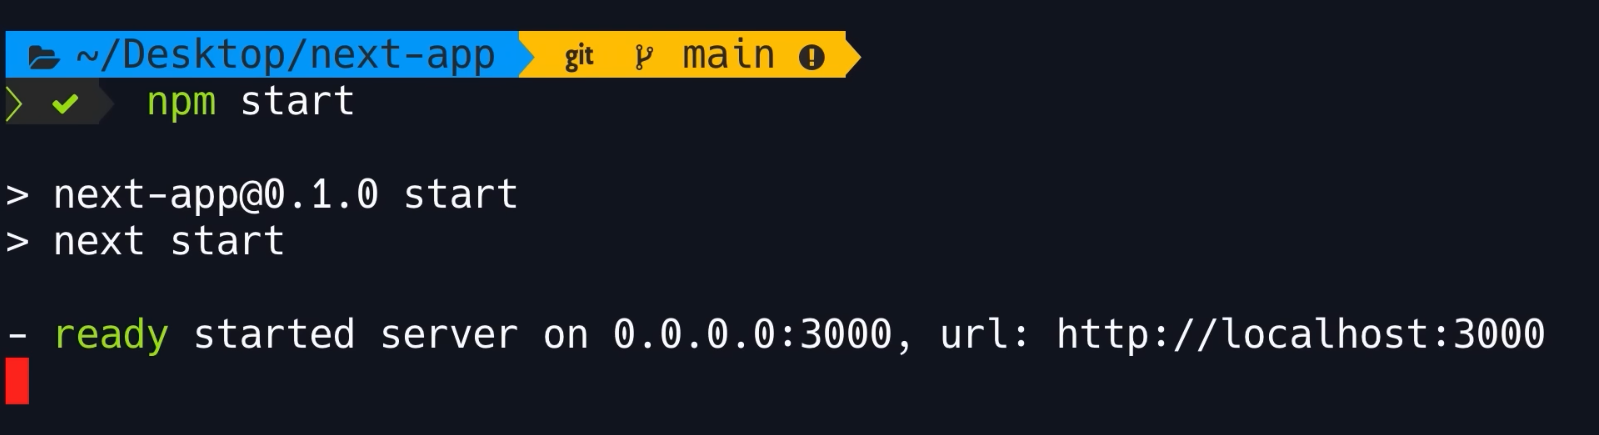 ~/Desktop/next-app git main
npm start
> next-app@0.1.0 start
> next start
- ready started server on 0.0.0.0:3000, url: http://localhost:3000